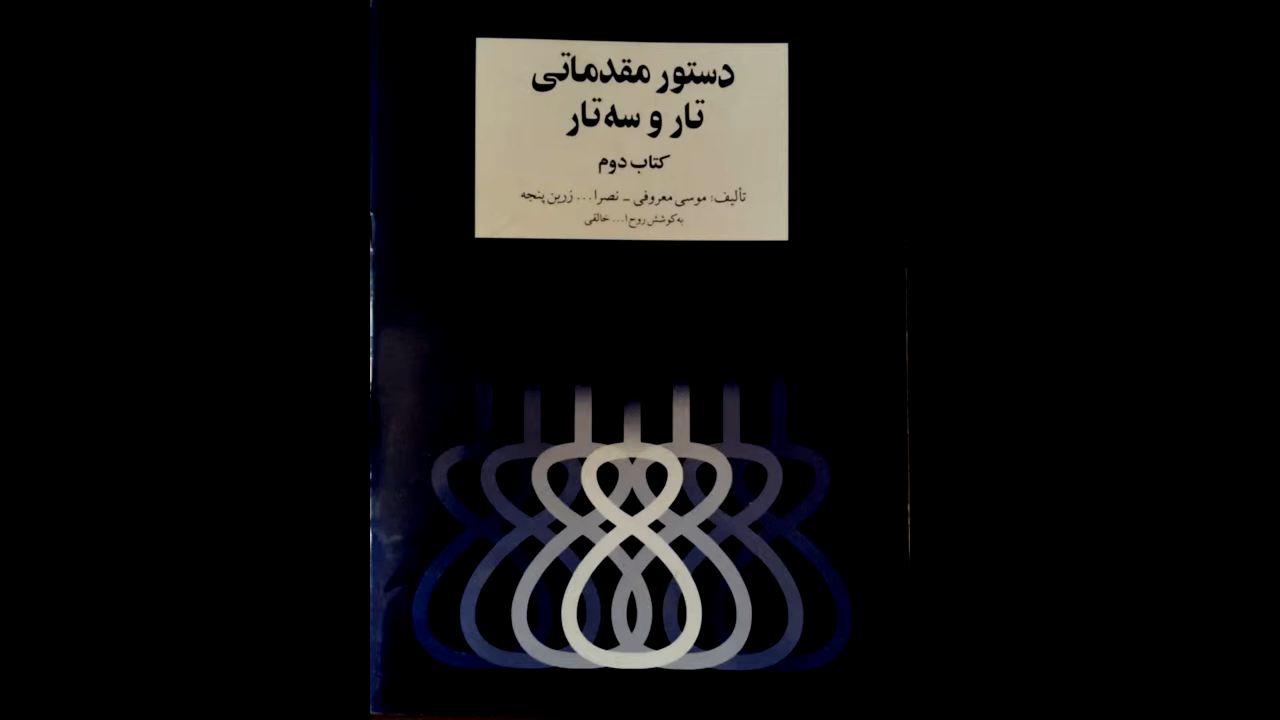 دستور مقدماتی
تار و سه‌تار
کتاب دوم
تألیف: موسی معروفی - نصرا... زرین‌پنجه
به‌کوشش روح ا... خالقی